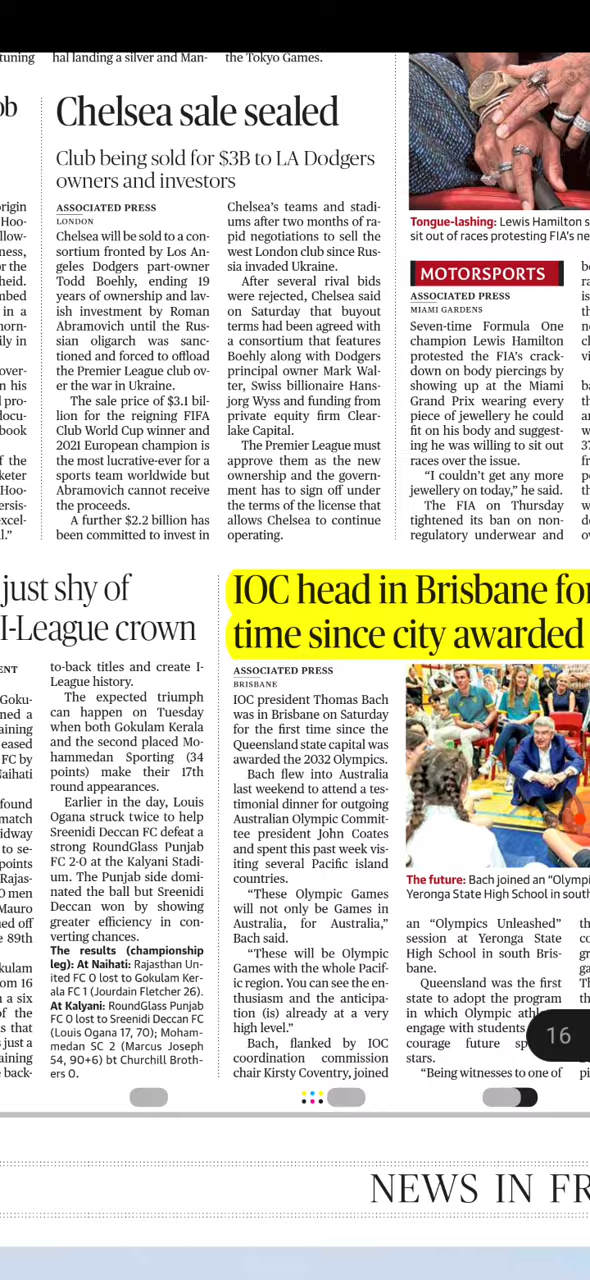 tuning
hal landing a silver and Man-
the Tokyo Games.
ob
Chelsea sale sealed
Club being sold for $3B to LA Dodgers
owners and investors
ASSOCIATED PRESS
LONDON
Chelsea will be sold to a con-
sortium fronted by Los An-
geles Dodgers part-owner
Todd Boehly, ending 19
years of ownership and lav-
ish investment by Roman
Abramovich until the Rus-
sian oligarch was sanc-
tioned and forced to offload
the Premier League club ov-
er the war in Ukraine.
The sale price of $3.1 bil-
lion for the reigning FIFA
Club World Cup winner and
2021 European champion is
the most lucrative-ever for a
sports team worldwide but
Abramovich cannot receive
the proceeds.
A further $2.2 billion has
been committed to invest in
Chelsea's teams and stadi-
ums after two months of ra-
pid negotiations to sell the
west London club since Rus-
sia invaded Ukraine.
After several rival bids
were rejected, Chelsea said
on Saturday that buyout
terms had been agreed with
a consortium that features
Boehly along with Dodgers
principal owner Mark Wal-
ter, Swiss billionaire Hans-
jorg Wyss and funding from
private equity firm Clear-
lake Capital.
The Premier League must
approve them as the new
ownership and the govern-
ment has to sign off under
the terms of the license that
allows Chelsea to continue
operating.
Tongue-lashing: Lewis Hamilton s
sit out of races protesting FIA's ne
MOTORSPORTS
ASSOCIATED PRESS
MIAMI GARDENS
Seven-time Formula One
champion Lewis Hamilton
protested the FIA's crack-
down on body piercings by
showing up at the Miami
Grand Prix wearing every
piece of jewellery he could
fit on his body and suggest-
ing he was willing to sit out
races over the issue.
"I couldn't get any more
jewellery on today," he said.
The FIA on Thursday
tightened its ban on non-
regulatory underwear and
just shy of
I-League crown
to-back titles and create I-
League history.
The expected triumph
can happen on Tuesday
when both Gokulam Kerala
and the second placed Mo-
hammedan Sporting (34
points) make their 17th
round appearances.
Earlier in the day, Louis
Ogana struck twice to help
Sreenidi Deccan FC defeat a
strong RoundGlass Punjab
FC 2-0 at the Kalyani Stadi-
um. The Punjab side domi-
nated the ball but Sreenidi
Deccan won by showing
greater efficiency in con-
verting chances.
The results (championship
leg): At Naihati: Rajasthan Un-
ited FC 0 lost to Gokulam Ker-
ala FC 1 (Jourdain Fletcher 26).
At Kalyani: RoundGlass Punjab
FC 0 lost to Sreenidi Deccan FC
(Louis Ogana 17, 70); Moham-
medan SC 2 (Marcus Joseph
54, 90+6) bt Churchill Broth-
ers 0.
IOC head in Brisbane for
time since city awarded
ASSOCIATED PRESS
BRISBANE
IOC president Thomas Bach
was in Brisbane on Saturday
for the first time since the
Queensland state capital was
awarded the 2032 Olympics.
Bach flew into Australia
last weekend to attend a tes-
timonial dinner for outgoing
Australian Olympic Commit-
tee president John Coates
and spent this past week vis-
iting several Pacific island
countries.
"These Olympic Games
will not only be Games in
Australia, for Australia,"
Bach said.
"These will be Olympic
Games with the whole Pacif-
ic region. You can see the en-
thusiasm and the anticipa-
tion (is) already at a very
high level."
Bach, flanked by IOC
coordination commission
chair Kirsty Coventry, joined
The future: Bach joined an "Olympi
Yeronga State High School in south
an "Olympics Unleashed"
session at Yeronga State
High School in south Bris-
bane.
Queensland was the first
state to adopt the program
in which Olympic athl
engage with students
courage future sp
stars.
"Being witnesses to one of
16
NEWS IN FR